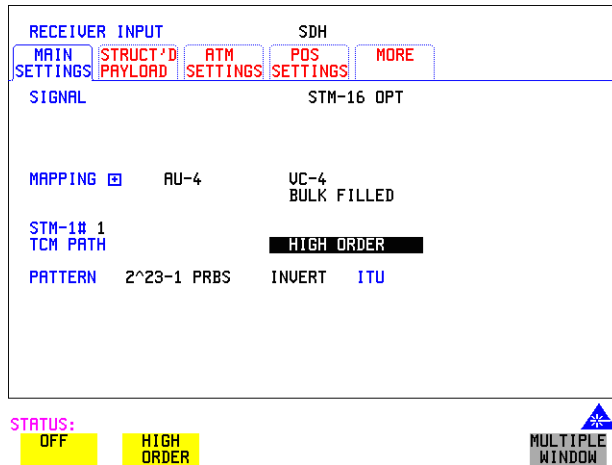 RECEIVER INPUT SDH
MAIN SETTINGS
STRUCT'D PAYLOAD
ATM SETTINGS
POS SETTINGS
MORE
SIGNAL STM-16 OPT
MAPPING + AU-4 VC-4
BULK FILLED
STM-1# 1
TCM PATH HIGH ORDER
PATTERN 2^23-1 PRBS INVERT ITU
STATUS:
OFF
HIGH ORDER
MULTIPLE WINDOW